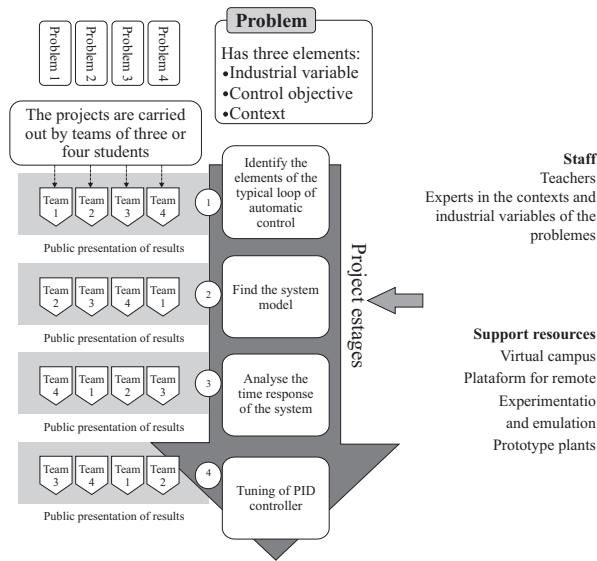 Problem 1
Problem 2
Problem 3
Problem 4
Problem
Has three elements:
•Industrial variable
•Control objective
•Context
The projects are carried
out by teams of three or
four students
Team
1
Team
2
Team
3
Team
4
Public presentation of results
1
Identify the
elements of the
typical loop of
automatic
control
Team
2
Team
3
Team
4
Team
1
Public presentation of results
2
Find the system
model
Team
4
Team
1
Team
2
Team
3
Public presentation of results
3
Analyse the
time response
of the system
Team
3
Team
4
Team
1
Team
2
Public presentation of results
4
Tuning of PID
controller
Project estages
Staff
Teachers
Experts in the contexts and
industrial variables of the
problemes
Support resources
Virtual campus
Plataform for remote
Experimentatio
and emulation
Prototype plants